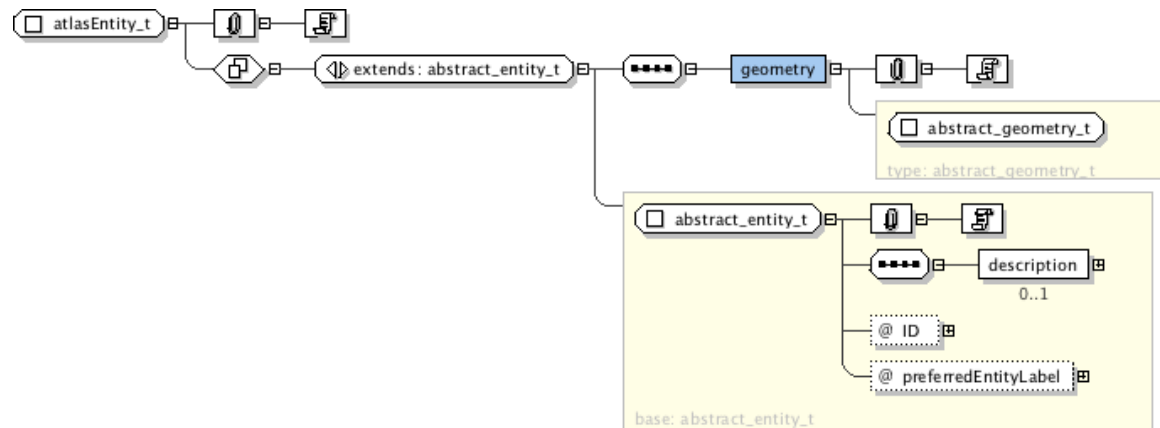 atlasEntity_t
extends: abstract_entity_t
geometry
abstract_geometry_t
type: abstract_geometry_t
abstract_entity_t
description
0..1
@ ID
@ preferredEntityLabel
base: abstract_entity_t